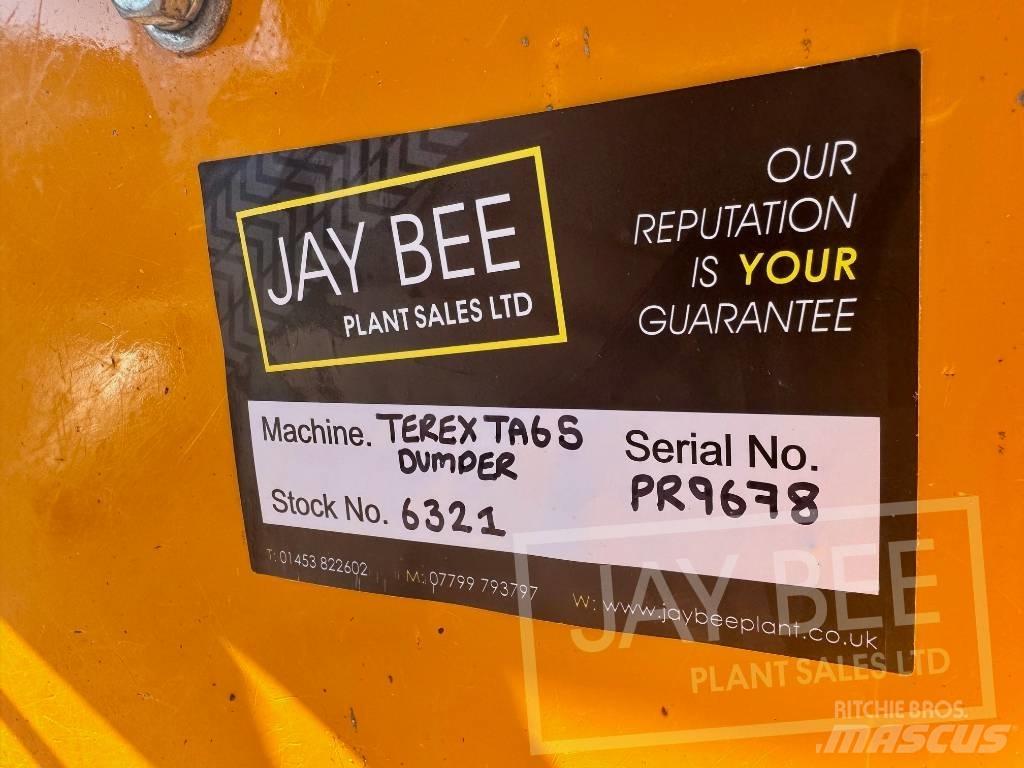 JAY BEE
PLANT SALES LTD
OUR
REPUTATION
IS YOUR
GUARANTEE
Machine. TEREX TA6S
DUMPER
Serial No.
PR9678
Stock No. 6321
T: 01453 822602 M: 07799 793797 W: www.jaybeeplant.co.uk
JAY BEE
PLANT SALES LTD
RITCHIE BROS.
MASCUS